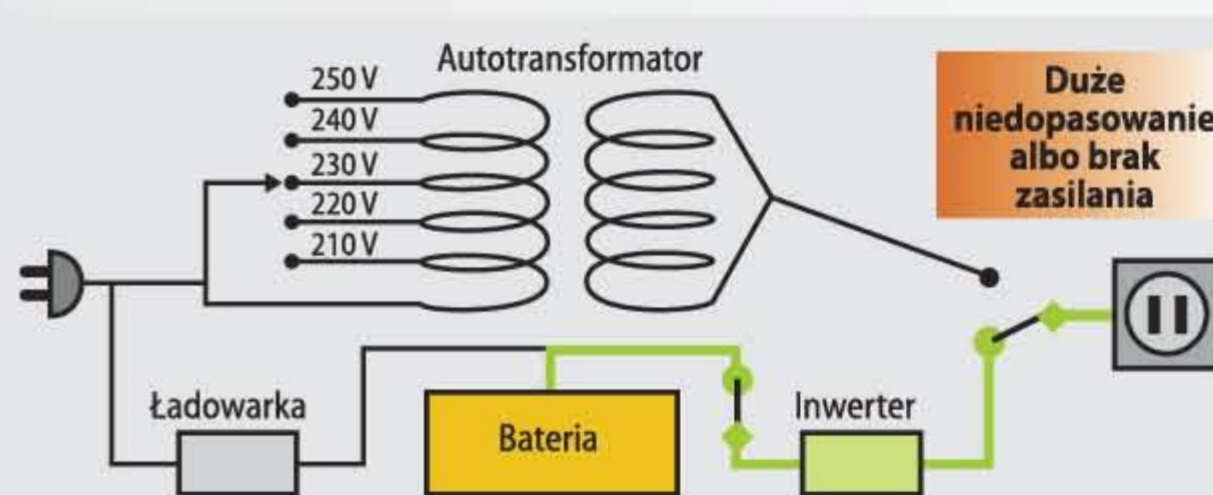 Autotransformator
250 V
240 V
230 V
220 V
210 V
Duże
niedopasowanie
albo brak
zasilania
Ładowarka
Bateria
Inwerter